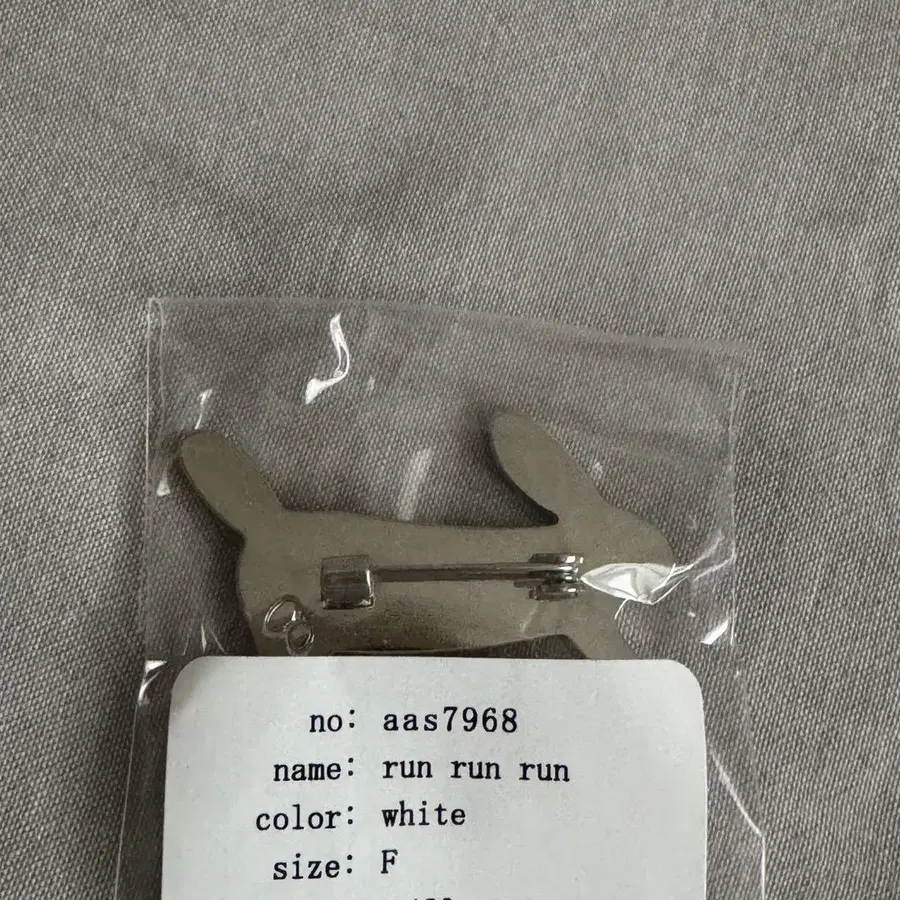 no: aas7968
name: run run run
color: white
size: F